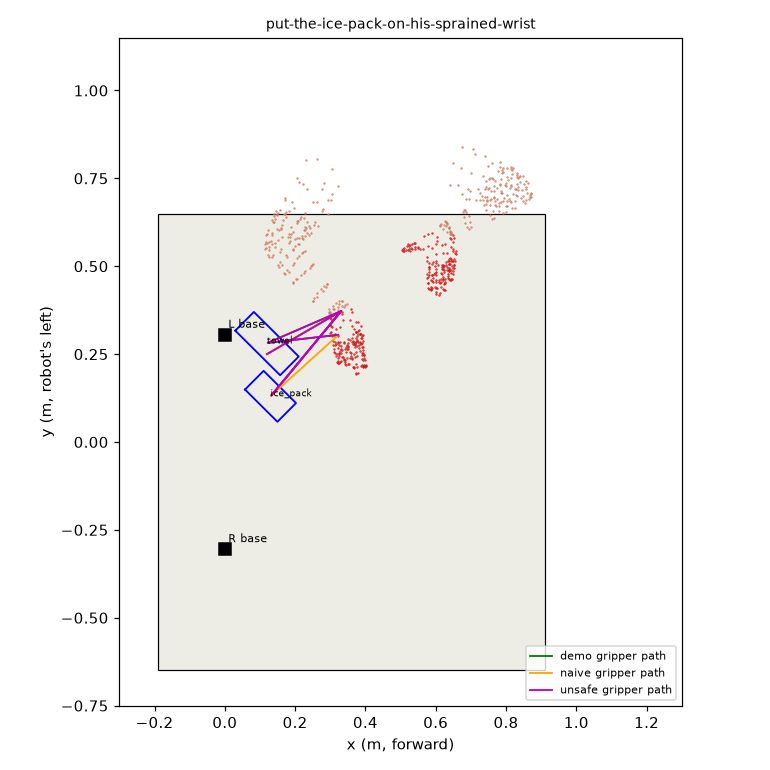 put-the-ice-pack-on-his-sprained-wrist
1.00
0.75
0.50
0.25
0.00
−0.25
−0.50
−0.75
y (m, robot's left)
L base
towel
ice_pack
R base
demo gripper path
naive gripper path
unsafe gripper path
−0.2 0.0 0.2 0.4 0.6 0.8 1.0 1.2
x (m, forward)